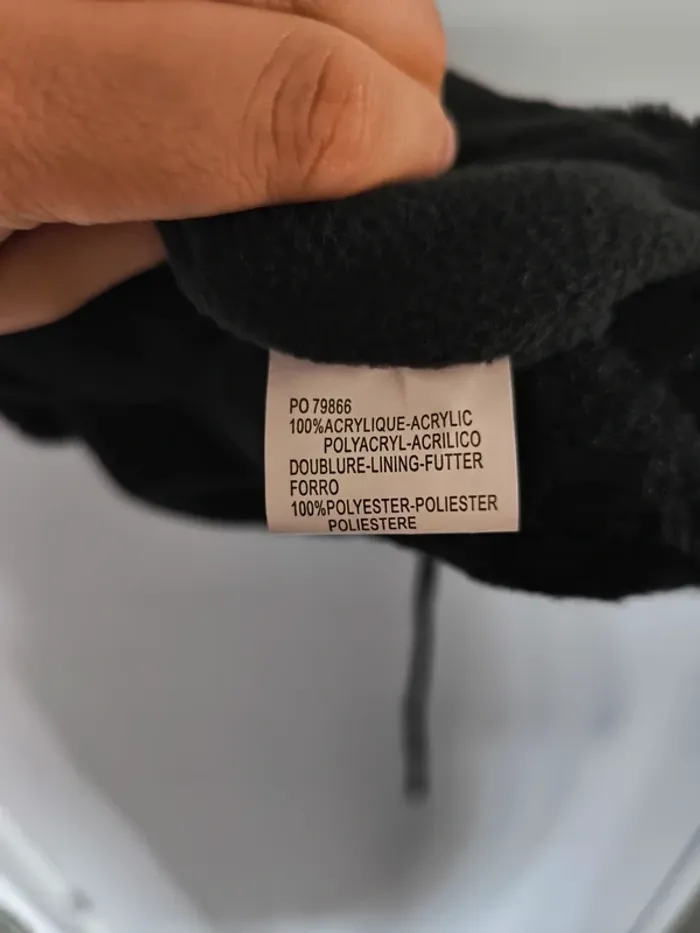 PO 79866
100%ACRYLIQUE-ACRYLIC
POLYACRYL-ACRILICO
DOUBLURE-LINING-FUTTER
FORRO
100%POLYESTER-POLIESTER
POLIESTERE